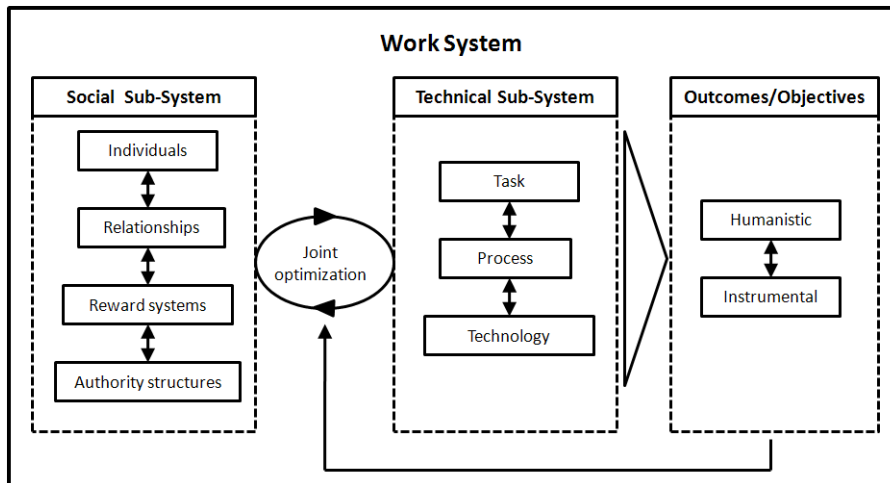 Work System
Social Sub-System
Individuals
Relationships
Reward systems
Authority structures
Joint
optimization
Technical Sub-System
Task
Process
Technology
Outcomes/Objectives
Humanistic
Instrumental